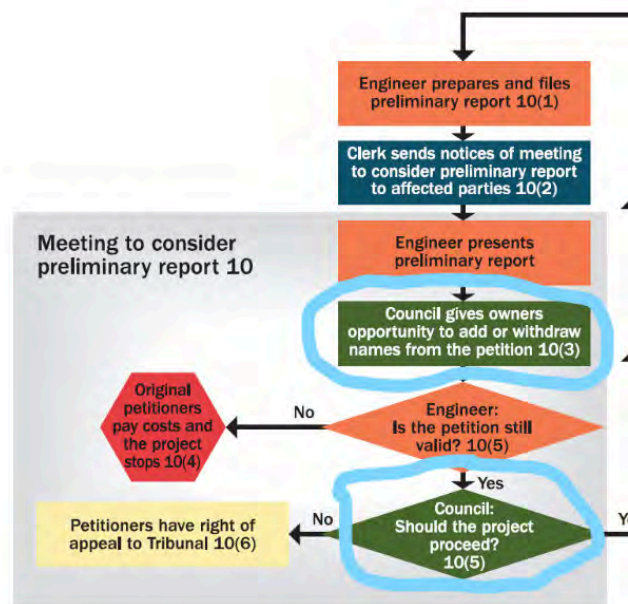 Engineer prepares and files
preliminary report 10(1)
Clerk sends notices of meeting
to consider preliminary report
to affected parties 10(2)
Meeting to consider
preliminary report 10
Engineer presents
preliminary report
Council gives owners
opportunity to add or withdraw
names from the petition 10(3)
Original
petitioners
pay costs and
the project
stops 10(4)
No
Engineer:
Is the petition still
valid? 10(5)
Yes
Petitioners have right of
appeal to Tribunal 10(6)
No
Council:
Should the project
proceed?
10(5)